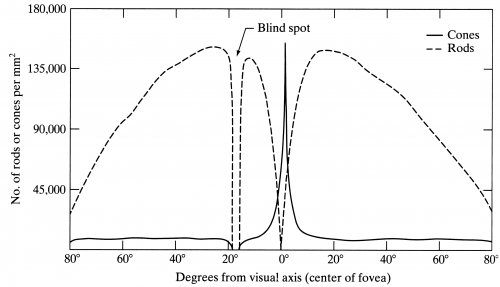 180,000
135,000
90,000
45,000
No. of rods or cones per mm²
Blind spot
Cones
Rods
80° 60° 40° 20° 0° 20° 40° 60° 80°
Degrees from visual axis (center of fovea)